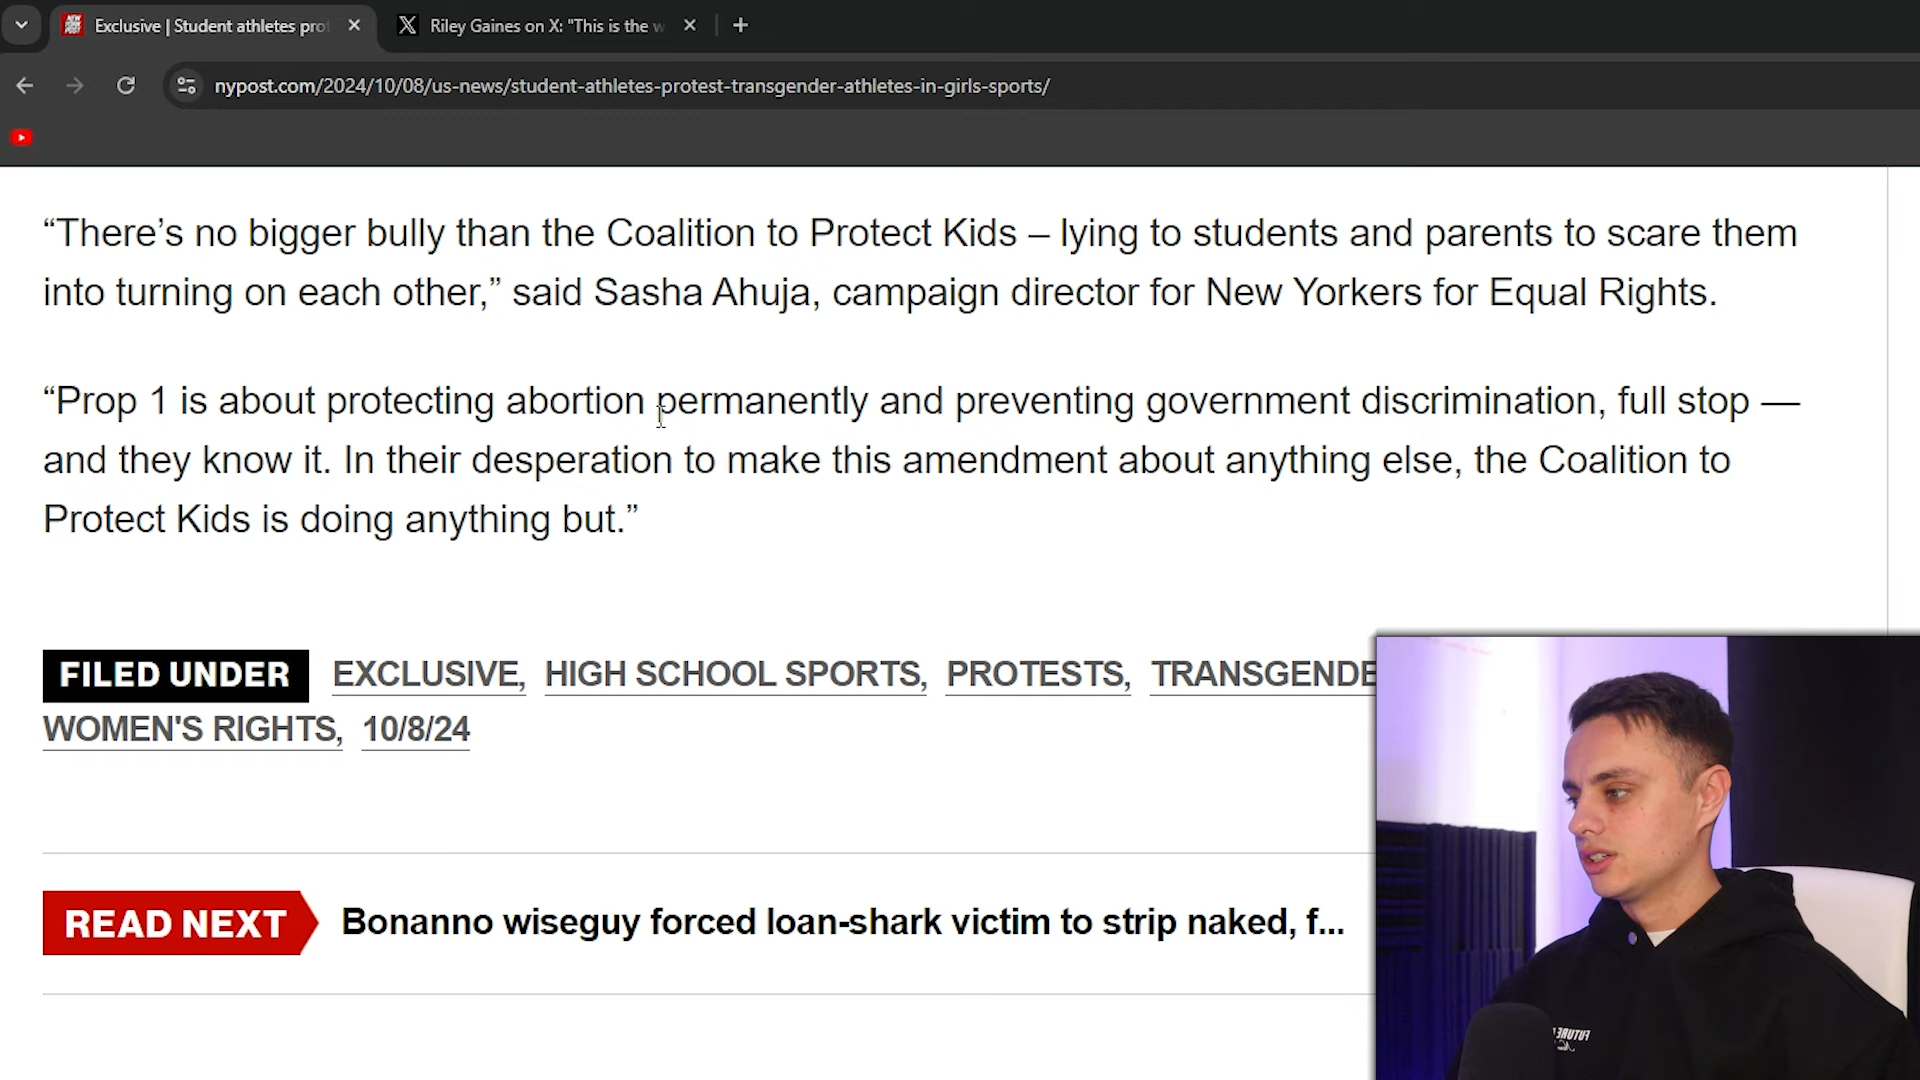 Exclusive | Student athletes pro
Riley Gaines on X: "This is the w
nypost.com/2024/10/08/us-news/student-athletes-protest-transgender-athletes-in-girls-sports/
“There’s no bigger bully than the Coalition to Protect Kids – lying to students and parents to scare them
into turning on each other,” said Sasha Ahuja, campaign director for New Yorkers for Equal Rights.
“Prop 1 is about protecting abortion permanently and preventing government discrimination, full stop —
and they know it. In their desperation to make this amendment about anything else, the Coalition to
Protect Kids is doing anything but.”
FILED UNDER EXCLUSIVE, HIGH SCHOOL SPORTS, PROTESTS, TRANSGENDE
WOMEN'S RIGHTS, 10/8/24
READ NEXT Bonanno wiseguy forced loan-shark victim to strip naked, f...
FUTURE